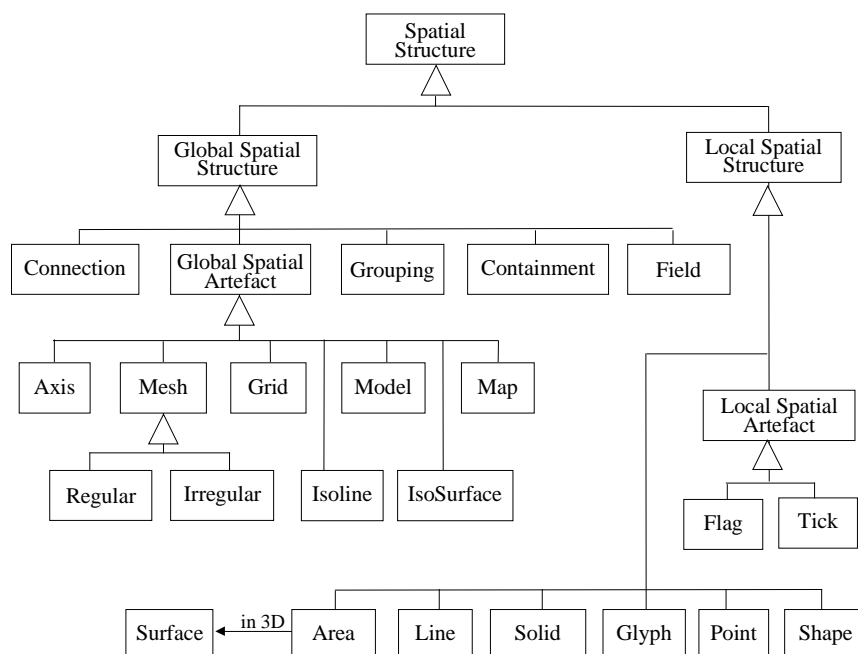 Spatial
Structure
Global Spatial
Structure
Local Spatial
Structure
Connection
Global Spatial
Artefact
Grouping
Containment
Field
Axis
Mesh
Grid
Model
Map
Local Spatial
Artefact
Regular
Irregular
Isoline
IsoSurface
Flag
Tick
Surface
in 3D
Area
Line
Solid
Glyph
Point
Shape